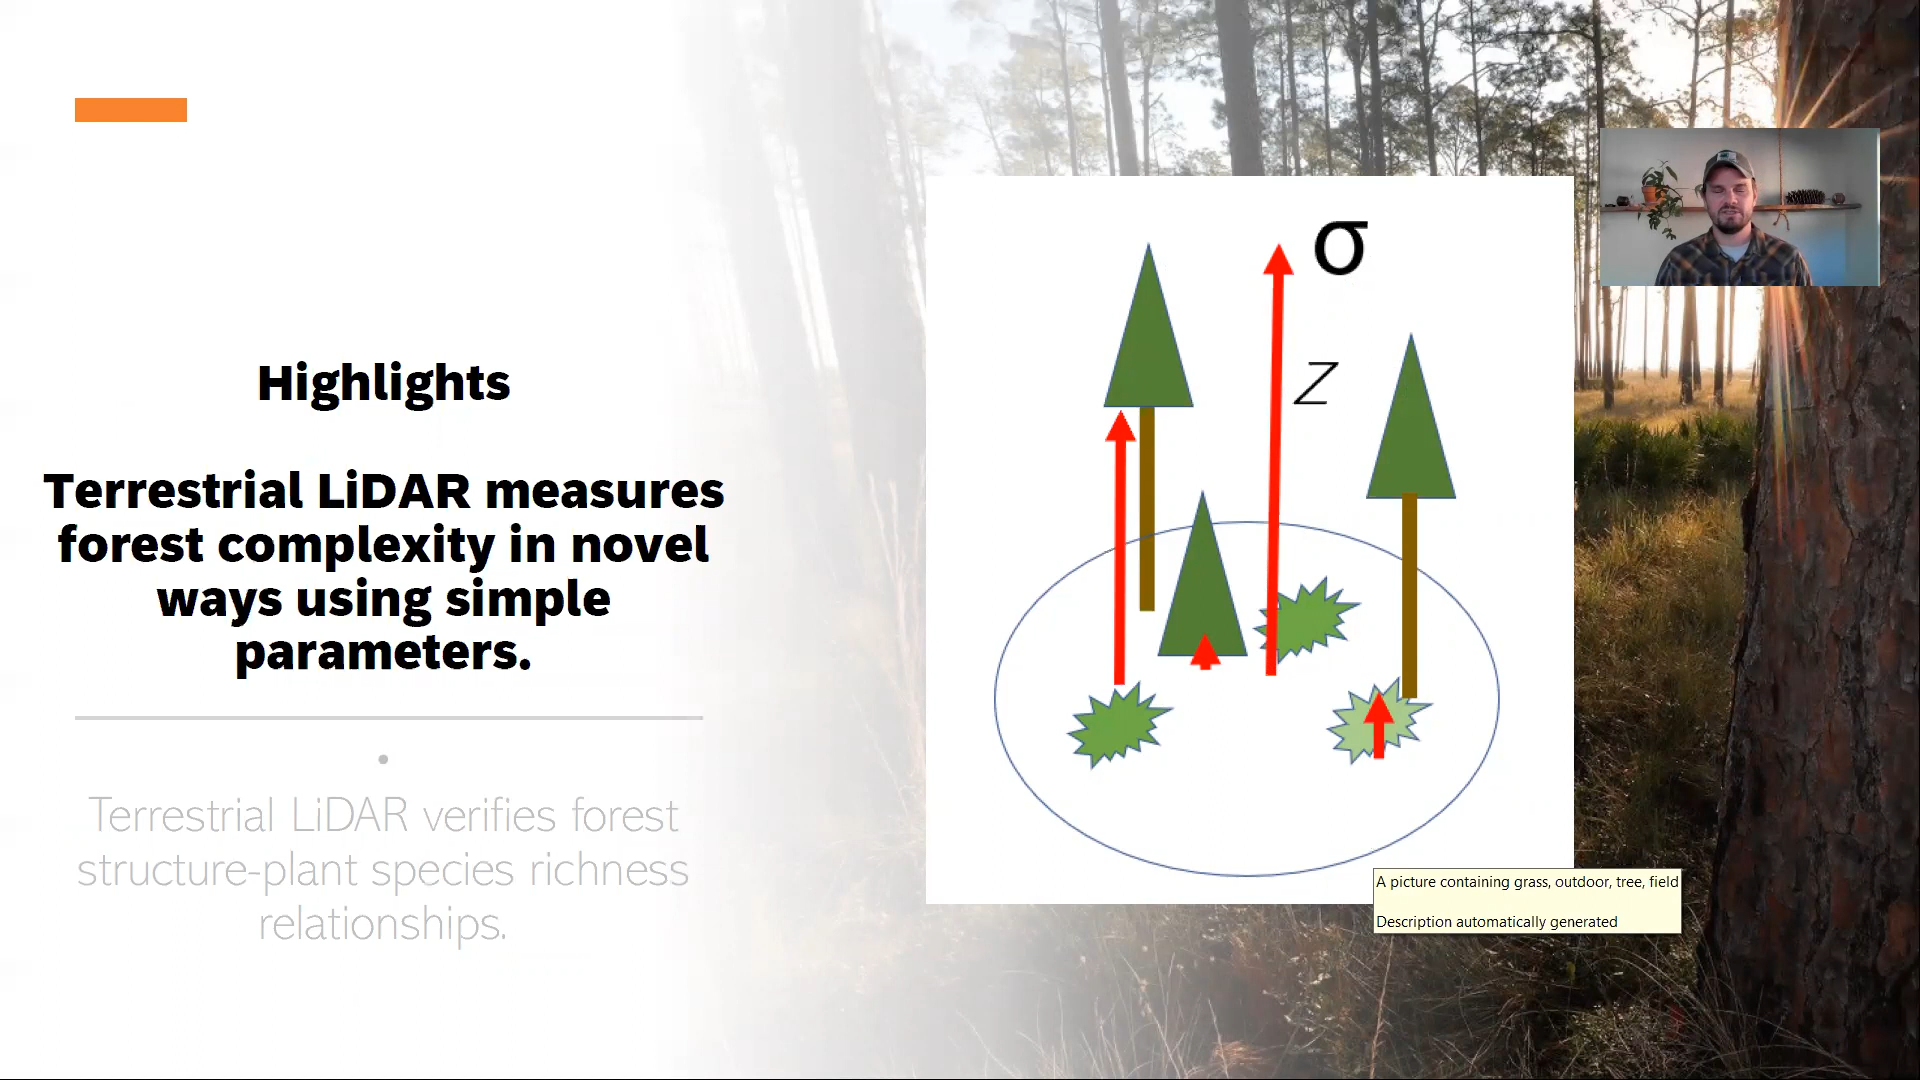 Highlights
Terrestrial LiDAR measures
forest complexity in novel
ways using simple
parameters.
Terrestrial LiDAR verifies forest
structure-plant species richness
relationships.
σ
Z
A picture containing grass, outdoor, tree, field
Description automatically generated